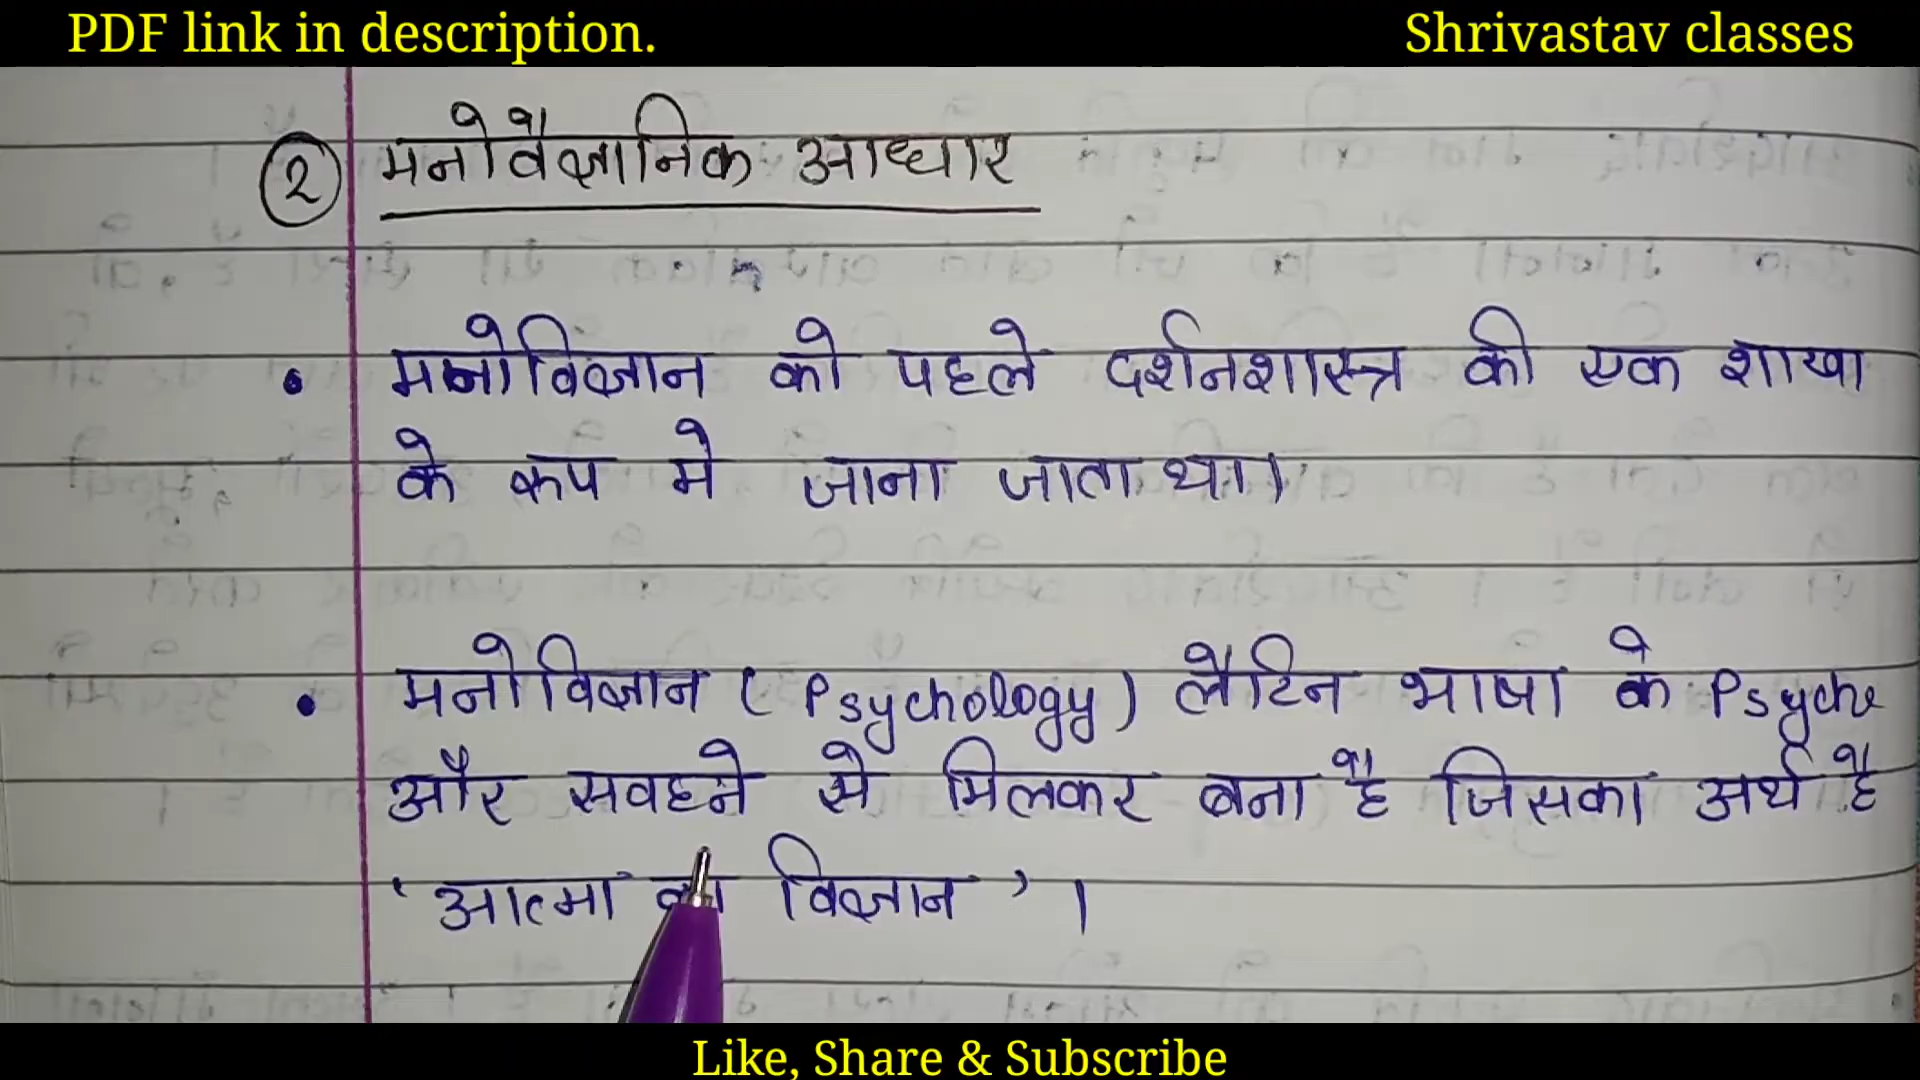 PDF link in description.
Shrivastav classes
② मनोवैज्ञानिक आधार
• मनोविज्ञान को पहले दर्शनशास्त्र की एक शाखा
के रूप मे जाना जाता था।
• मनोविज्ञान (Psychology) लैटिन भाषा के Psyche
और सवहने से मिलकर बना है जिसका अर्थ है
'आत्मा का विज्ञान'।
Like, Share & Subscribe